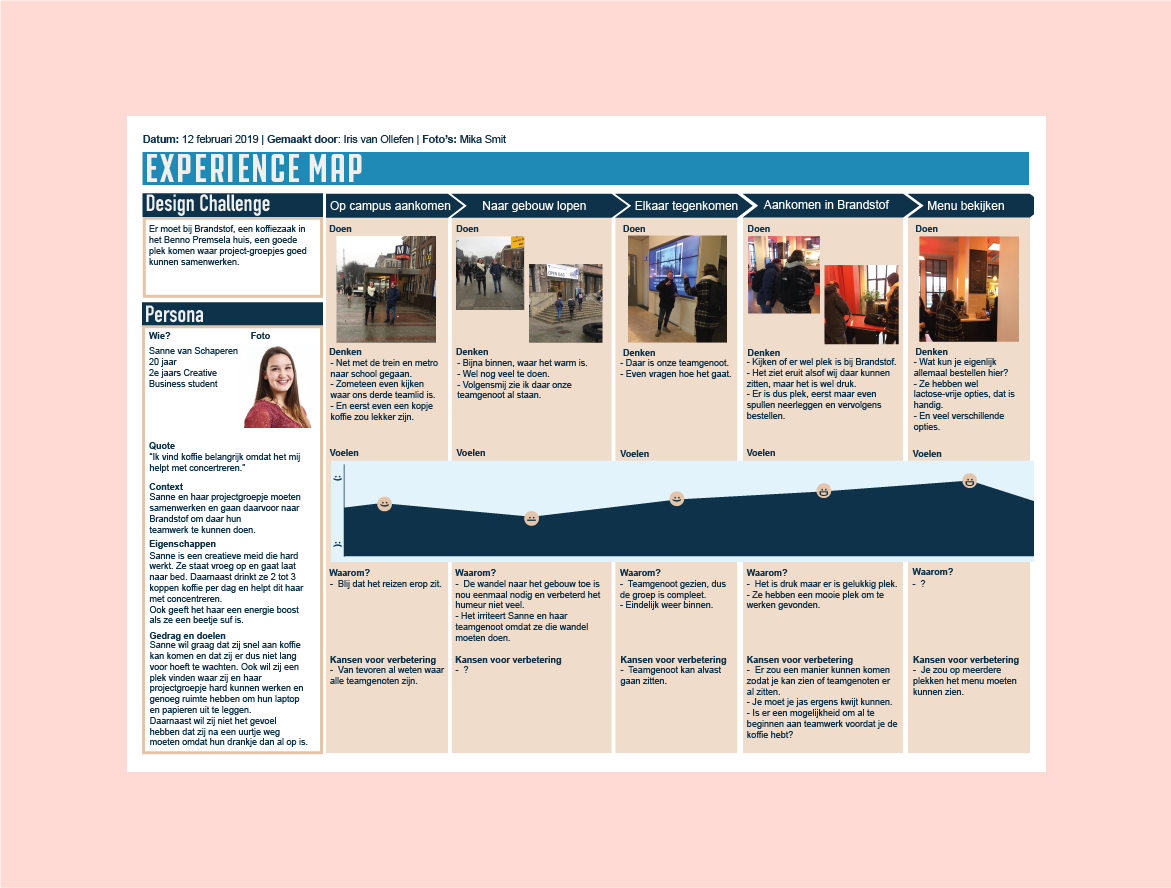 Datum: 12 februari 2019 | Gemaakt door: Iris van Ollefen | Foto's: Mika Smit
EXPERIENCE MAP
Design Challenge
Er moet bij Brandstof, een koffiezaak in
het Benno Premsela huis, een goede
plek komen waar project-groepjes goed
kunnen samenwerken.
Persona
Wie?
Foto
Sanne van Schaperen
20 jaar
2e jaars Creative
Business student
Quote
“Ik vind koffie belangrijk omdat het mij
helpt met concertreren.”
Context
Sanne en haar projectgroepje moeten
samenwerken en gaan daarvoor naar
Brandstof om daar hun
teamwerk te kunnen doen.
Eigenschappen
Sanne is een creatieve meid die hard
werkt. Ze staat vroeg op en gaat laat
naar bed. Daarnaast drinkt ze 2 tot 3
koppen koffie per dag en helpt dit haar
met concentreren.
Ook geeft het haar een energie boost
als ze een beetje suf is.
Gedrag en doelen
Sanne wil graag dat zij snel aan koffie
kan komen en dat zij er dus niet lang
voor hoeft te wachten. Ook wil zij een
plek vinden waar zij en haar
projectgroepje hard kunnen werken en
genoeg ruimte hebben om hun laptop
en papieren uit te leggen.
Daarnaast wil zij niet het gevoel
hebben dat zij na een uurtje weg
moeten omdat hun drankje dan al op is.
Op campus aankomen
Doen
M
Denken
- Net met de trein en metro
naar school gegaan.
- Zometeen even kijken
waar ons derde teamlid is.
- En eerst even een kopje
koffie zou lekker zijn.
Voelen
Waarom?
- Blij dat het reizen erop zit.
Kansen voor verbetering
- Van tevoren al weten waar
alle teamgenoten zijn.
Naar gebouw lopen
Doen
OPEN DAG
Denken
- Bijna binnen, waar het warm is.
- Wel nog veel te doen.
- Volgensmij zie ik daar onze
teamgenoot al staan.
Voelen
Waarom?
- De wandel naar het gebouw toe is
nou eenmaal nodig en verbeterd het
humeur niet veel.
- Het irriteert Sanne en haar
teamgenoot omdat ze die wandel
moeten doen.
Kansen voor verbetering
- ?
Elkaar tegenkomen
Doen
Denken
- Daar is onze teamgenoot.
- Even vragen hoe het gaat.
Voelen
Waarom?
- Teamgenoot gezien, dus
de groep is compleet.
- Eindelijk weer binnen.
Kansen voor verbetering
- Teamgenoot kan alvast
gaan zitten.
Aankomen in Brandstof
Doen
Denken
- Kijken of er wel plek is bij Brandstof.
- Het ziet eruit alsof wij daar kunnen
zitten, maar het is wel druk.
- Er is dus plek, eerst maar even
spullen neerleggen en vervolgens
bestellen.
Voelen
Waarom?
- Het is druk maar er is gelukkig plek.
- Ze hebben een mooie plek om te
werken gevonden.
Kansen voor verbetering
- Er zou een manier kunnen komen
zodat je kan zien of teamgenoten er
al zitten.
- Je moet je jas ergens kwijt kunnen.
- Is er een mogelijkheid om al te
beginnen aan teamwerk voordat je de
koffie hebt?
Menu bekijken
Doen
Denken
- Wat kun je eigenlijk
allemaal bestellen hier?
- Ze hebben wel
lactose-vrije opties, dat is
handig.
- En veel verschillende
opties.
Voelen
Waarom?
- ?
Kansen voor verbetering
- Je zou op meerdere
plekken het menu moeten
kunnen zien.